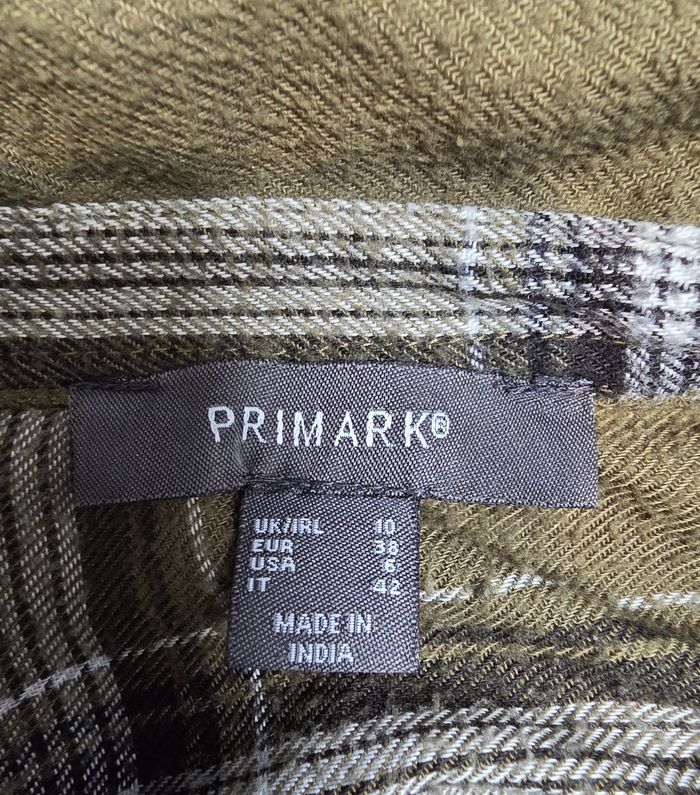 PRIMARK®
UK/IRL 10
EUR 38
USA 6
IT 42
MADE IN
INDIA